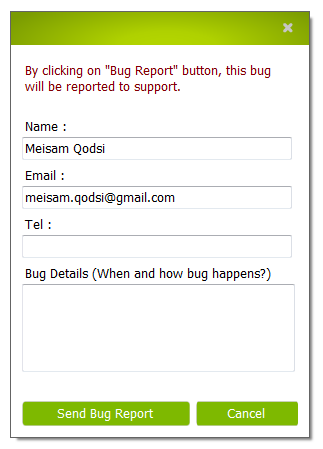 By clicking on "Bug Report" button, this bug
will be reported to support.
Name :
Meisam Qodsi
Email :
meisam.qodsi@gmail.com
Tel :
Bug Details (When and how bug happens?)
Send Bug Report
Cancel